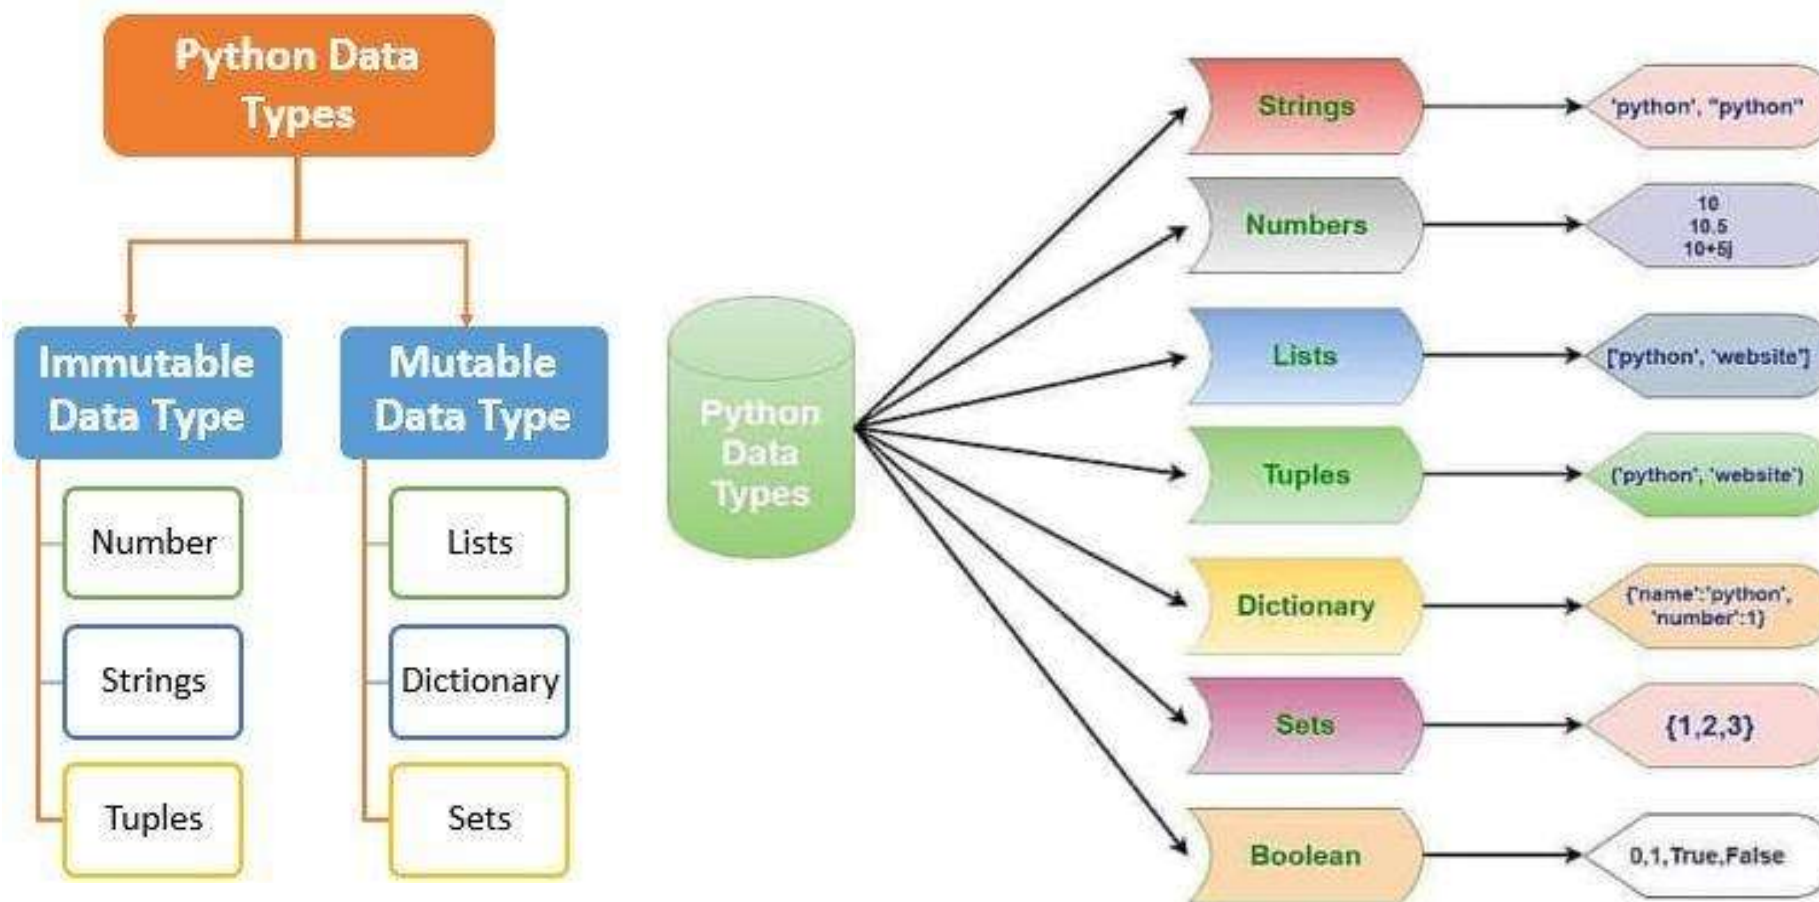 Python Data
Types
Immutable
Data Type
Mutable
Data Type
Number
Strings
Tuples
Lists
Dictionary
Sets
Python
Data
Types
Strings
'python', "python"
Numbers
10
10.5
10+5j
Lists
['python', 'website']
Tuples
('python', 'website')
Dictionary
{'name':'python',
'number':1}
Sets
{1,2,3}
Boolean
0,1,True,False